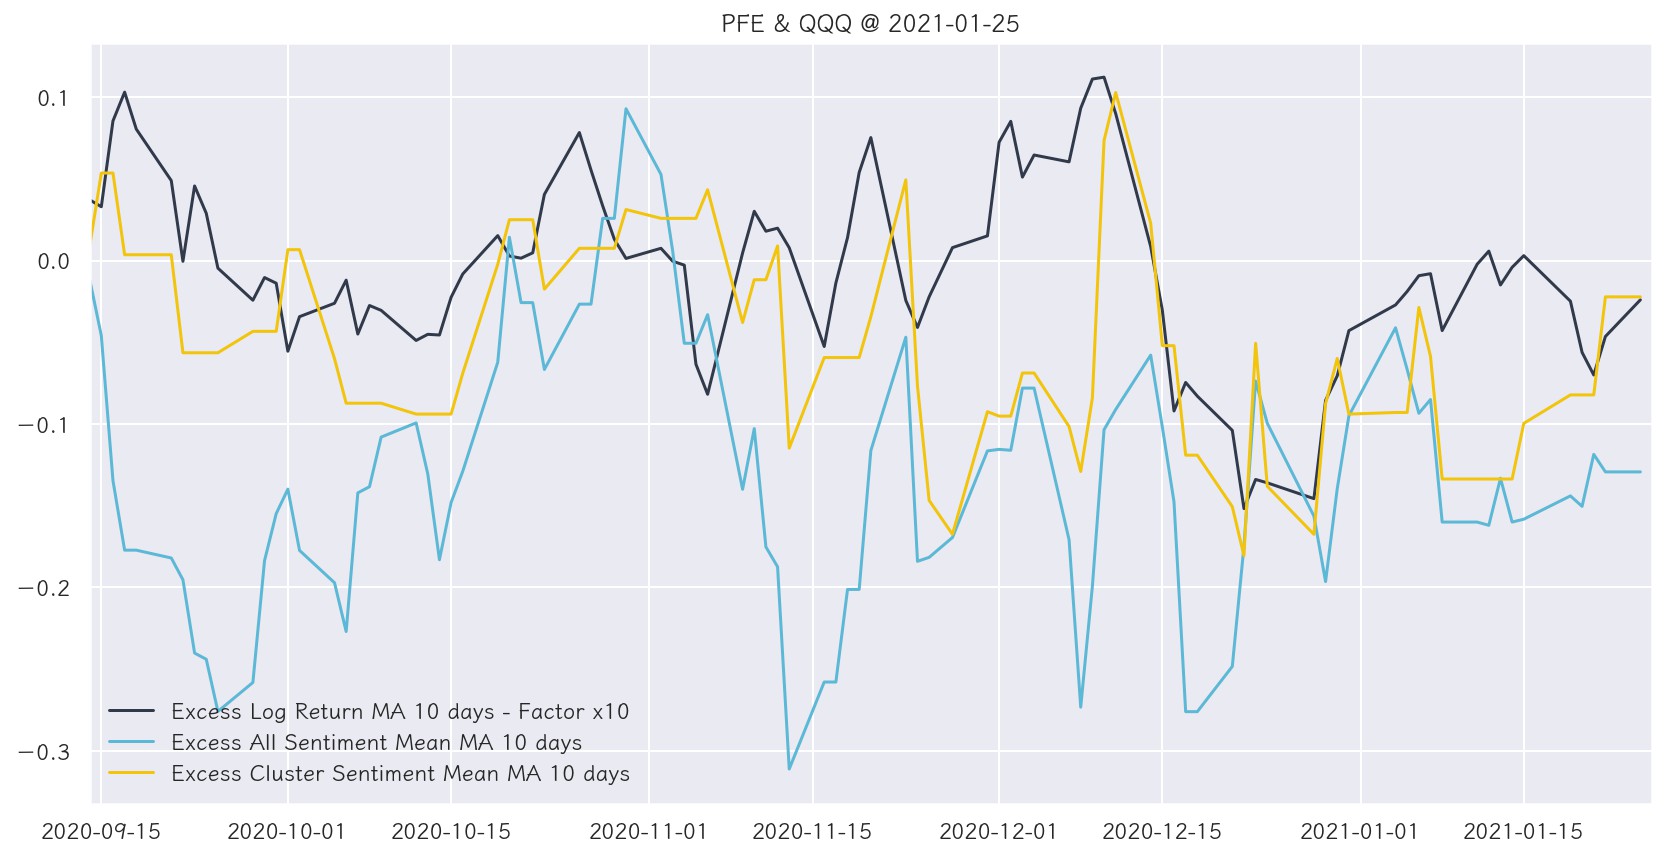 PFE & QQQ @ 2021-01-25
0.1
0.0
−0.1
−0.2
−0.3
Excess Log Return MA 10 days - Factor x10
Excess All Sentiment Mean MA 10 days
Excess Cluster Sentiment Mean MA 10 days
2020-09-15 2020-10-01 2020-10-15 2020-11-01 2020-11-15 2020-12-01 2020-12-15 2021-01-01 2021-01-15